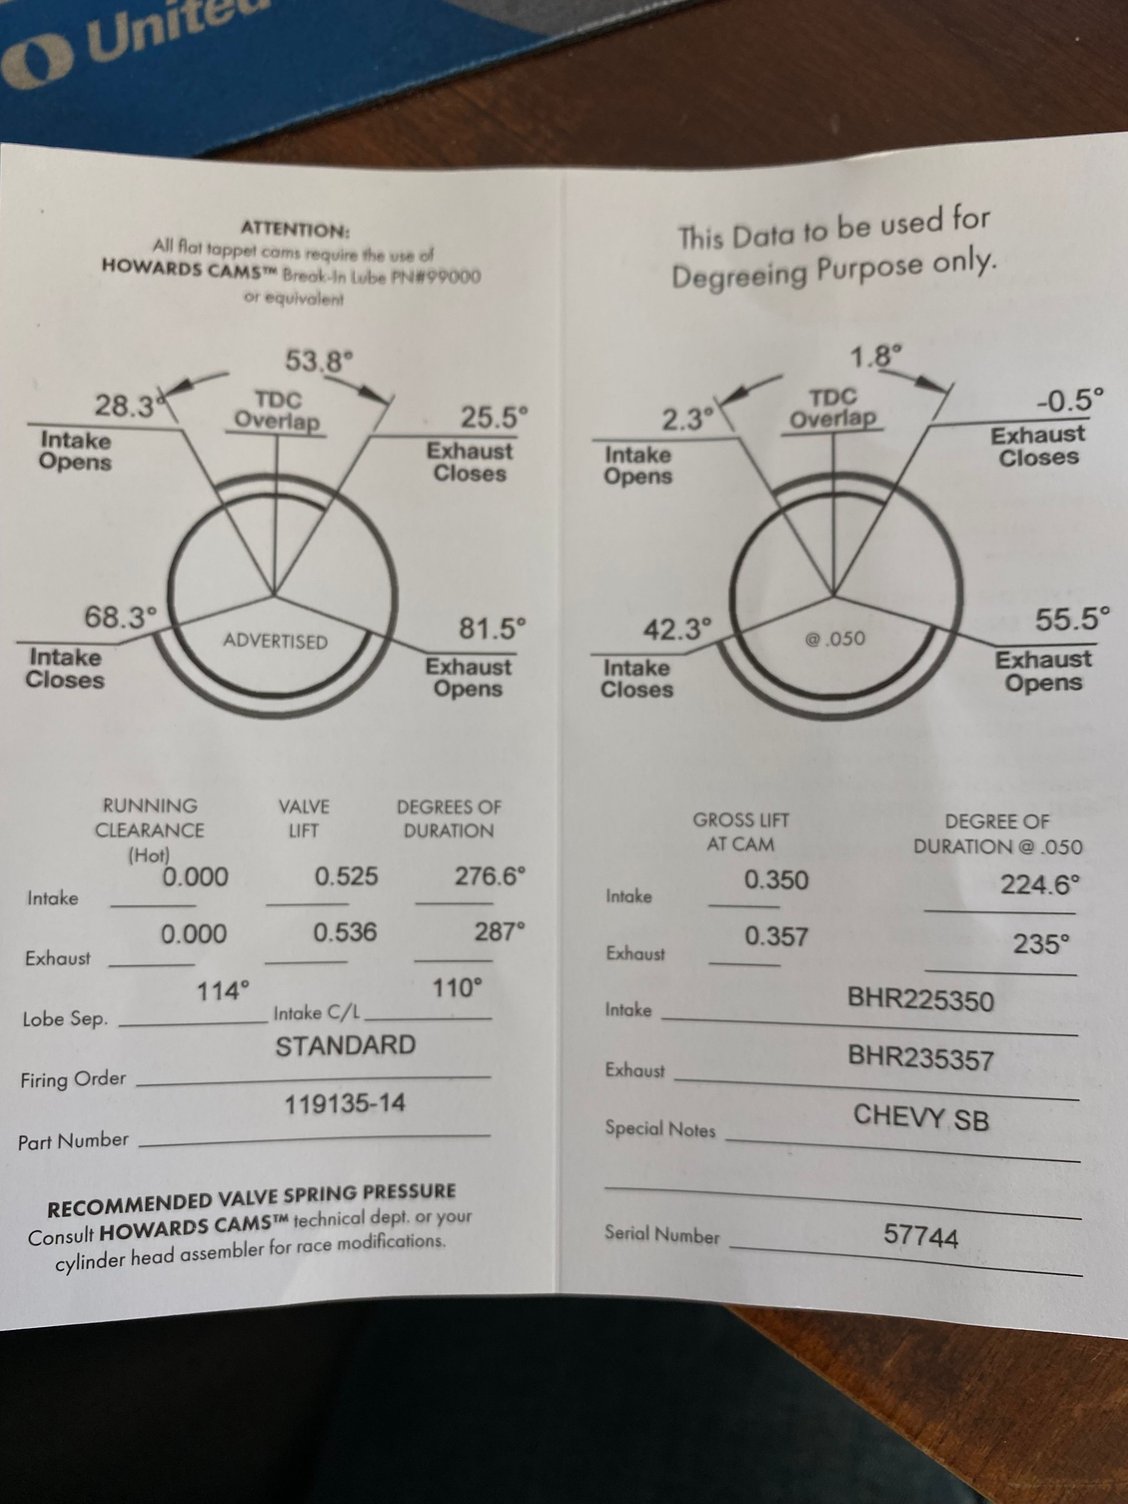 United
ATTENTION:
All flat tappet cams require the use of
HOWARDS CAMS™ Break-In Lube PN#99000
or equivalent
53.8°
28.3°
TDC
Overlap
25.5°
Intake
Opens
Exhaust
Closes
68.3°
ADVERTISED
81.5°
Intake
Closes
Exhaust
Opens
RUNNING
CLEARANCE
(Hot)
VALVE
LIFT
DEGREES OF
DURATION
Intake 0.000 0.525 276.6°
Exhaust 0.000 0.536 287°
Lobe Sep. 114° Intake C/L 110°
Firing Order STANDARD
Part Number 119135-14
RECOMMENDED VALVE SPRING PRESSURE
Consult HOWARDS CAMS™ technical dept. or your
cylinder head assembler for race modifications.
This Data to be used for
Degreeing Purpose only.
1.8°
2.3°
TDC
Overlap
-0.5°
Intake
Opens
Exhaust
Closes
42.3°
@ .050
55.5°
Intake
Closes
Exhaust
Opens
GROSS LIFT
AT CAM
DEGREE OF
DURATION @ .050
Intake 0.350 224.6°
Exhaust 0.357 235°
Intake BHR225350
Exhaust BHR235357
Special Notes CHEVY SB
Serial Number 57744